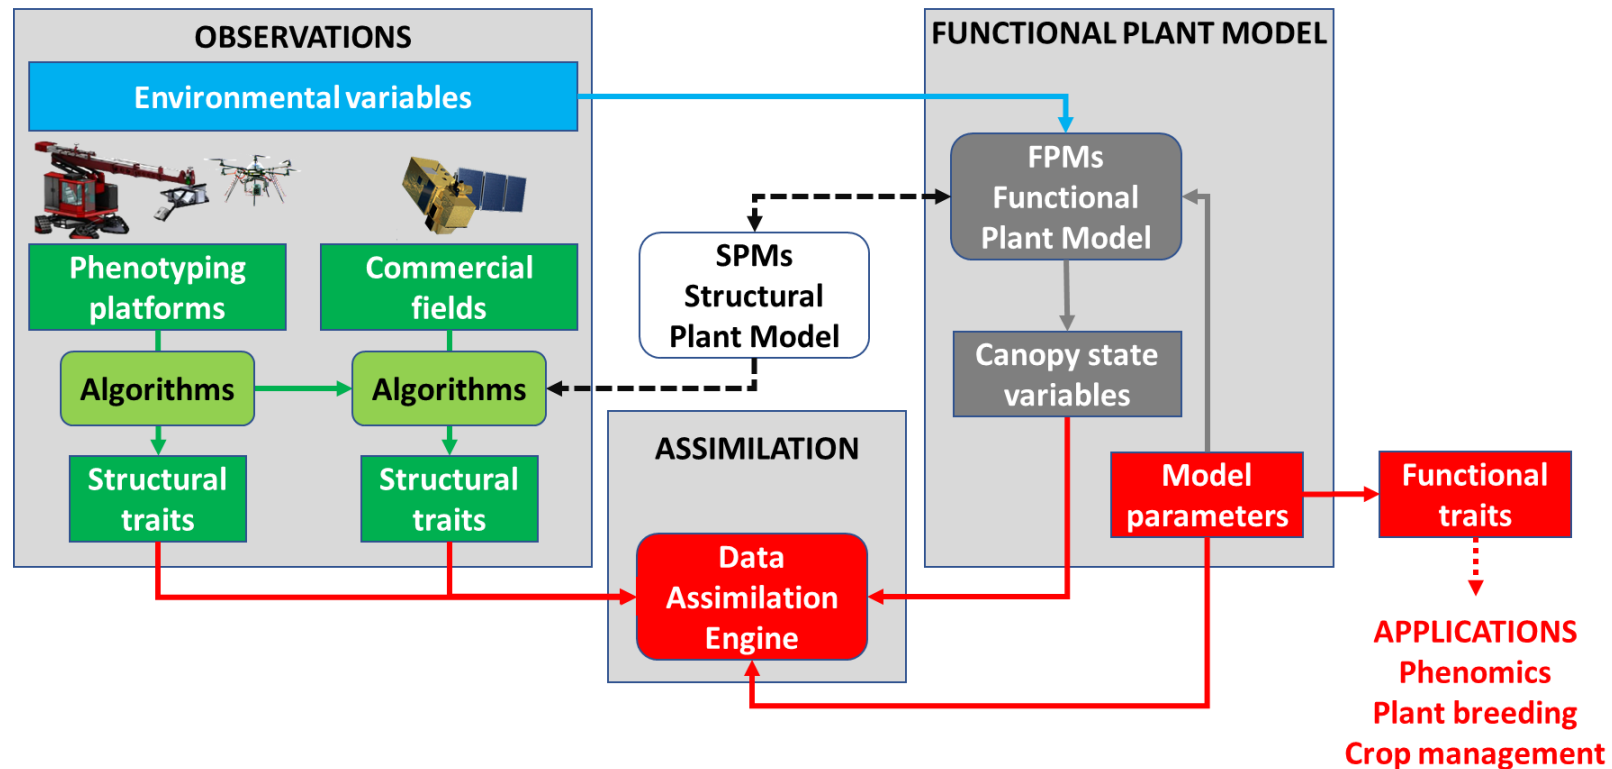 OBSERVATIONS
Environmental variables
Phenotyping
platforms
Commercial
fields
Algorithms
Algorithms
Structural
traits
Structural
traits
SPMs
Structural
Plant Model
ASSIMILATION
Data
Assimilation
Engine
FUNCTIONAL PLANT MODEL
FPMs
Functional
Plant Model
Canopy state
variables
Model
parameters
Functional
traits
APPLICATIONS
Phenomics
Plant breeding
Crop management